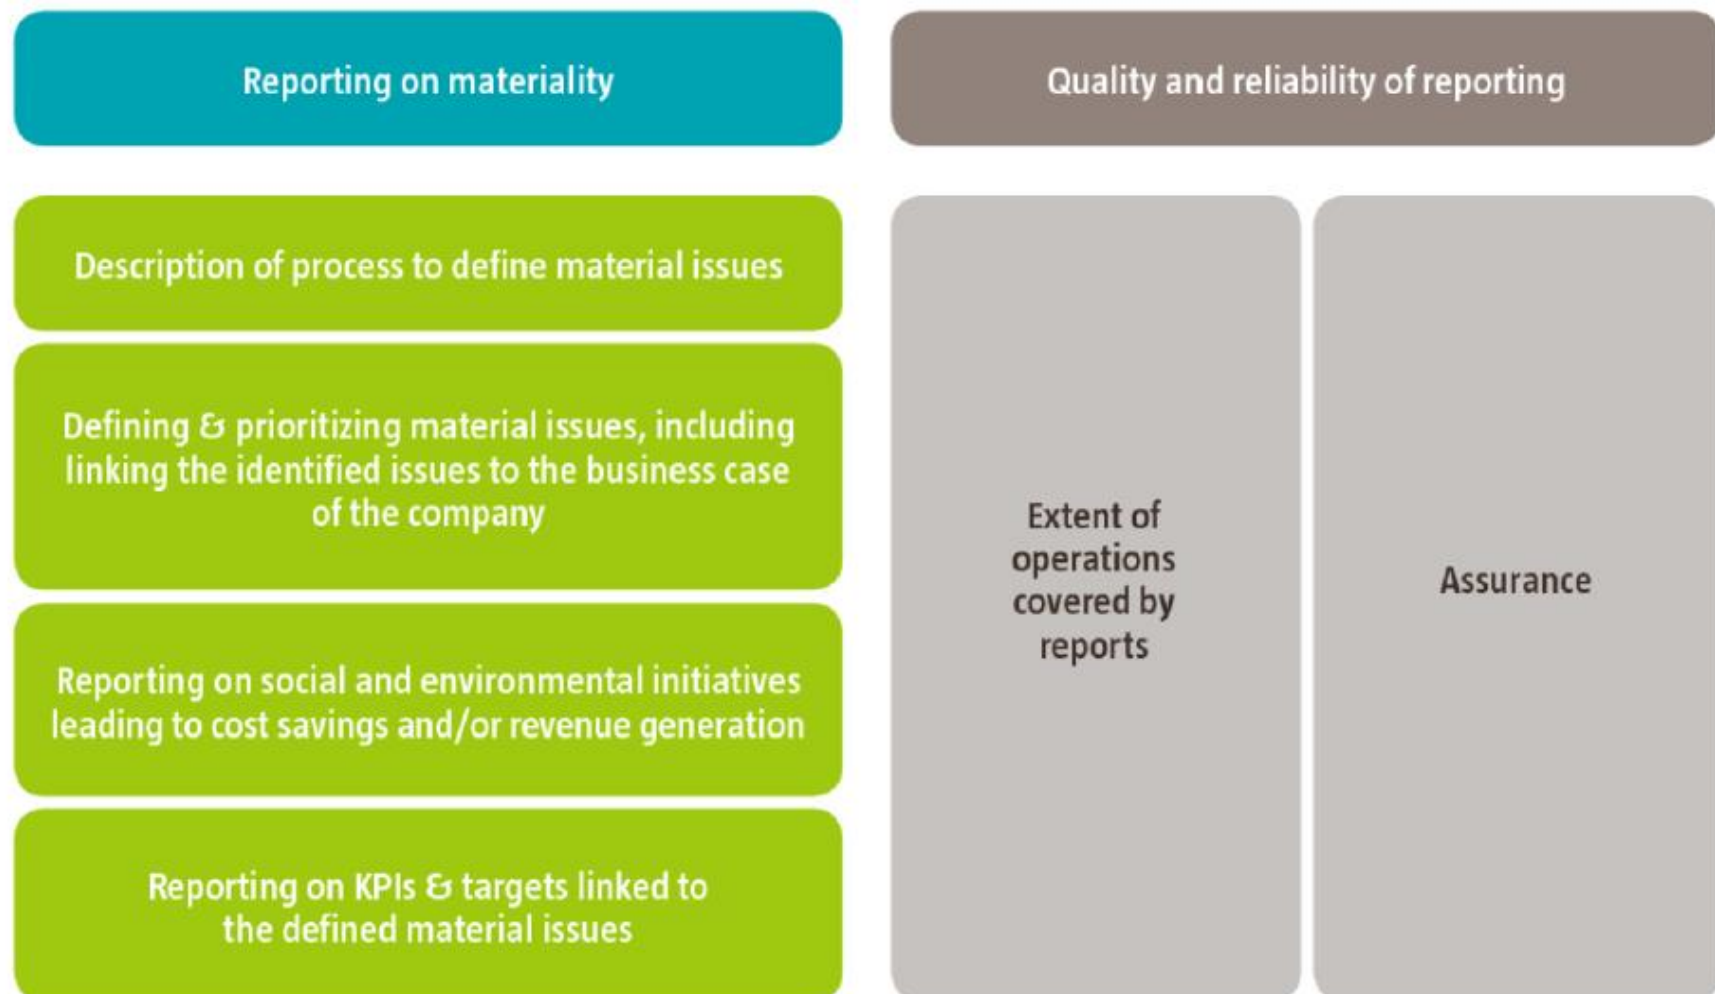 Reporting on materiality
Quality and reliability of reporting
Description of process to define material issues
Defining & prioritizing material issues, including
linking the identified issues to the business case
of the company
Reporting on social and environmental initiatives
leading to cost savings and/or revenue generation
Reporting on KPIs & targets linked to
the defined material issues
Extent of
operations
covered by
reports
Assurance